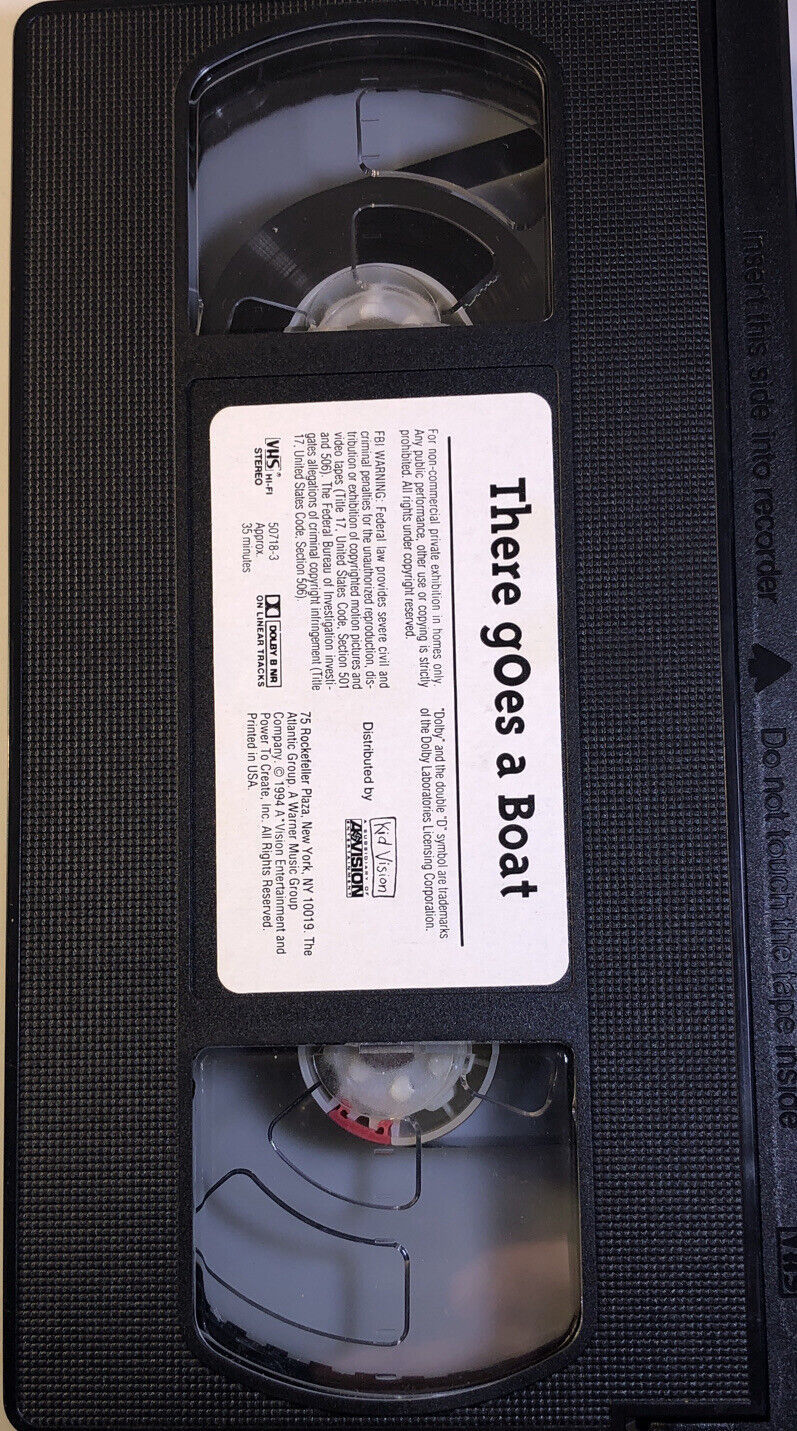 Insert this side into recorder
Do not touch the tape inside
VHS
There gOes a Boat
For non-commercial private exhibition in homes only.
Any public performance, other use or copying is strictly
prohibited. All rights under copyright reserved.
FBI WARNING: Federal law provides severe civil and
criminal penalties for the unauthorized reproduction, dis-
tribution or exhibition of copyrighted motion pictures and
video tapes (Title 17, United States Code, Section 501
and 506). The Federal Bureau of Investigation investi-
gates allegations of criminal copyright infringement (Title
17, United States Code, Section 506).
VHS® HI-FI
STEREO
50718-3
Approx.
35 minutes
DOLBY B NR
ON LINEAR TRACKS
"Dolby" and the double "D" symbol are trademarks
of the Dolby Laboratories Licensing Corporation.
Distributed by
Kid Vision
A SUBSIDIARY OF
A*VISION
ENTERTAINMENT
75 Rockefeller Plaza, New York, NY 10019. The
Atlantic Group. A Warner Music Group
Company. © 1994 A*Vision Entertainment and
Power To Create, Inc. All Rights Reserved.
Printed in USA.